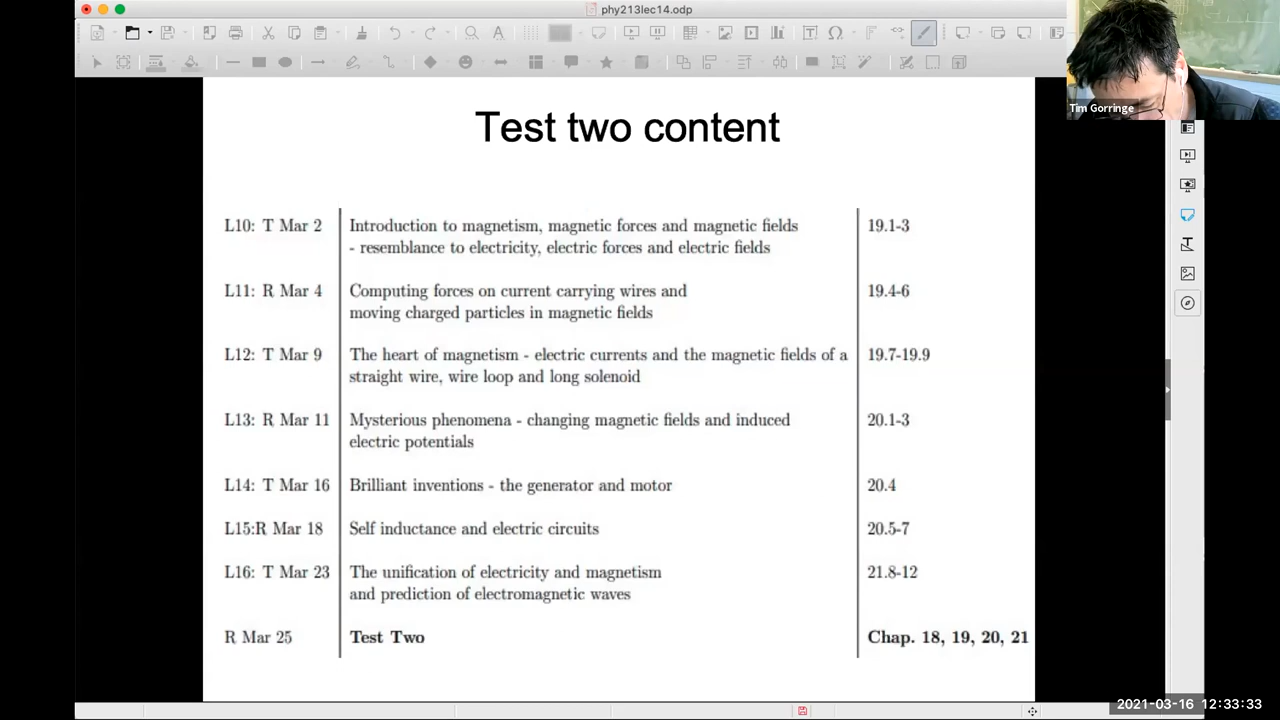 phy213lec14.odp
Tim Gorringe
Test two content
L10: T Mar 2 Introduction to magnetism, magnetic forces and magnetic fields 19.1-3
- resemblance to electricity, electric forces and electric fields
L11: R Mar 4 Computing forces on current carrying wires and 19.4-6
moving charged particles in magnetic fields
L12: T Mar 9 The heart of magnetism - electric currents and the magnetic fields of a 19.7-19.9
straight wire, wire loop and long solenoid
L13: R Mar 11 Mysterious phenomena - changing magnetic fields and induced 20.1-3
electric potentials
L14: T Mar 16 Brilliant inventions - the generator and motor 20.4
L15:R Mar 18 Self inductance and electric circuits 20.5-7
L16: T Mar 23 The unification of electricity and magnetism 21.8-12
and prediction of electromagnetic waves
R Mar 25 Test Two Chap. 18, 19, 20, 21
2021-03-16 12:33:33